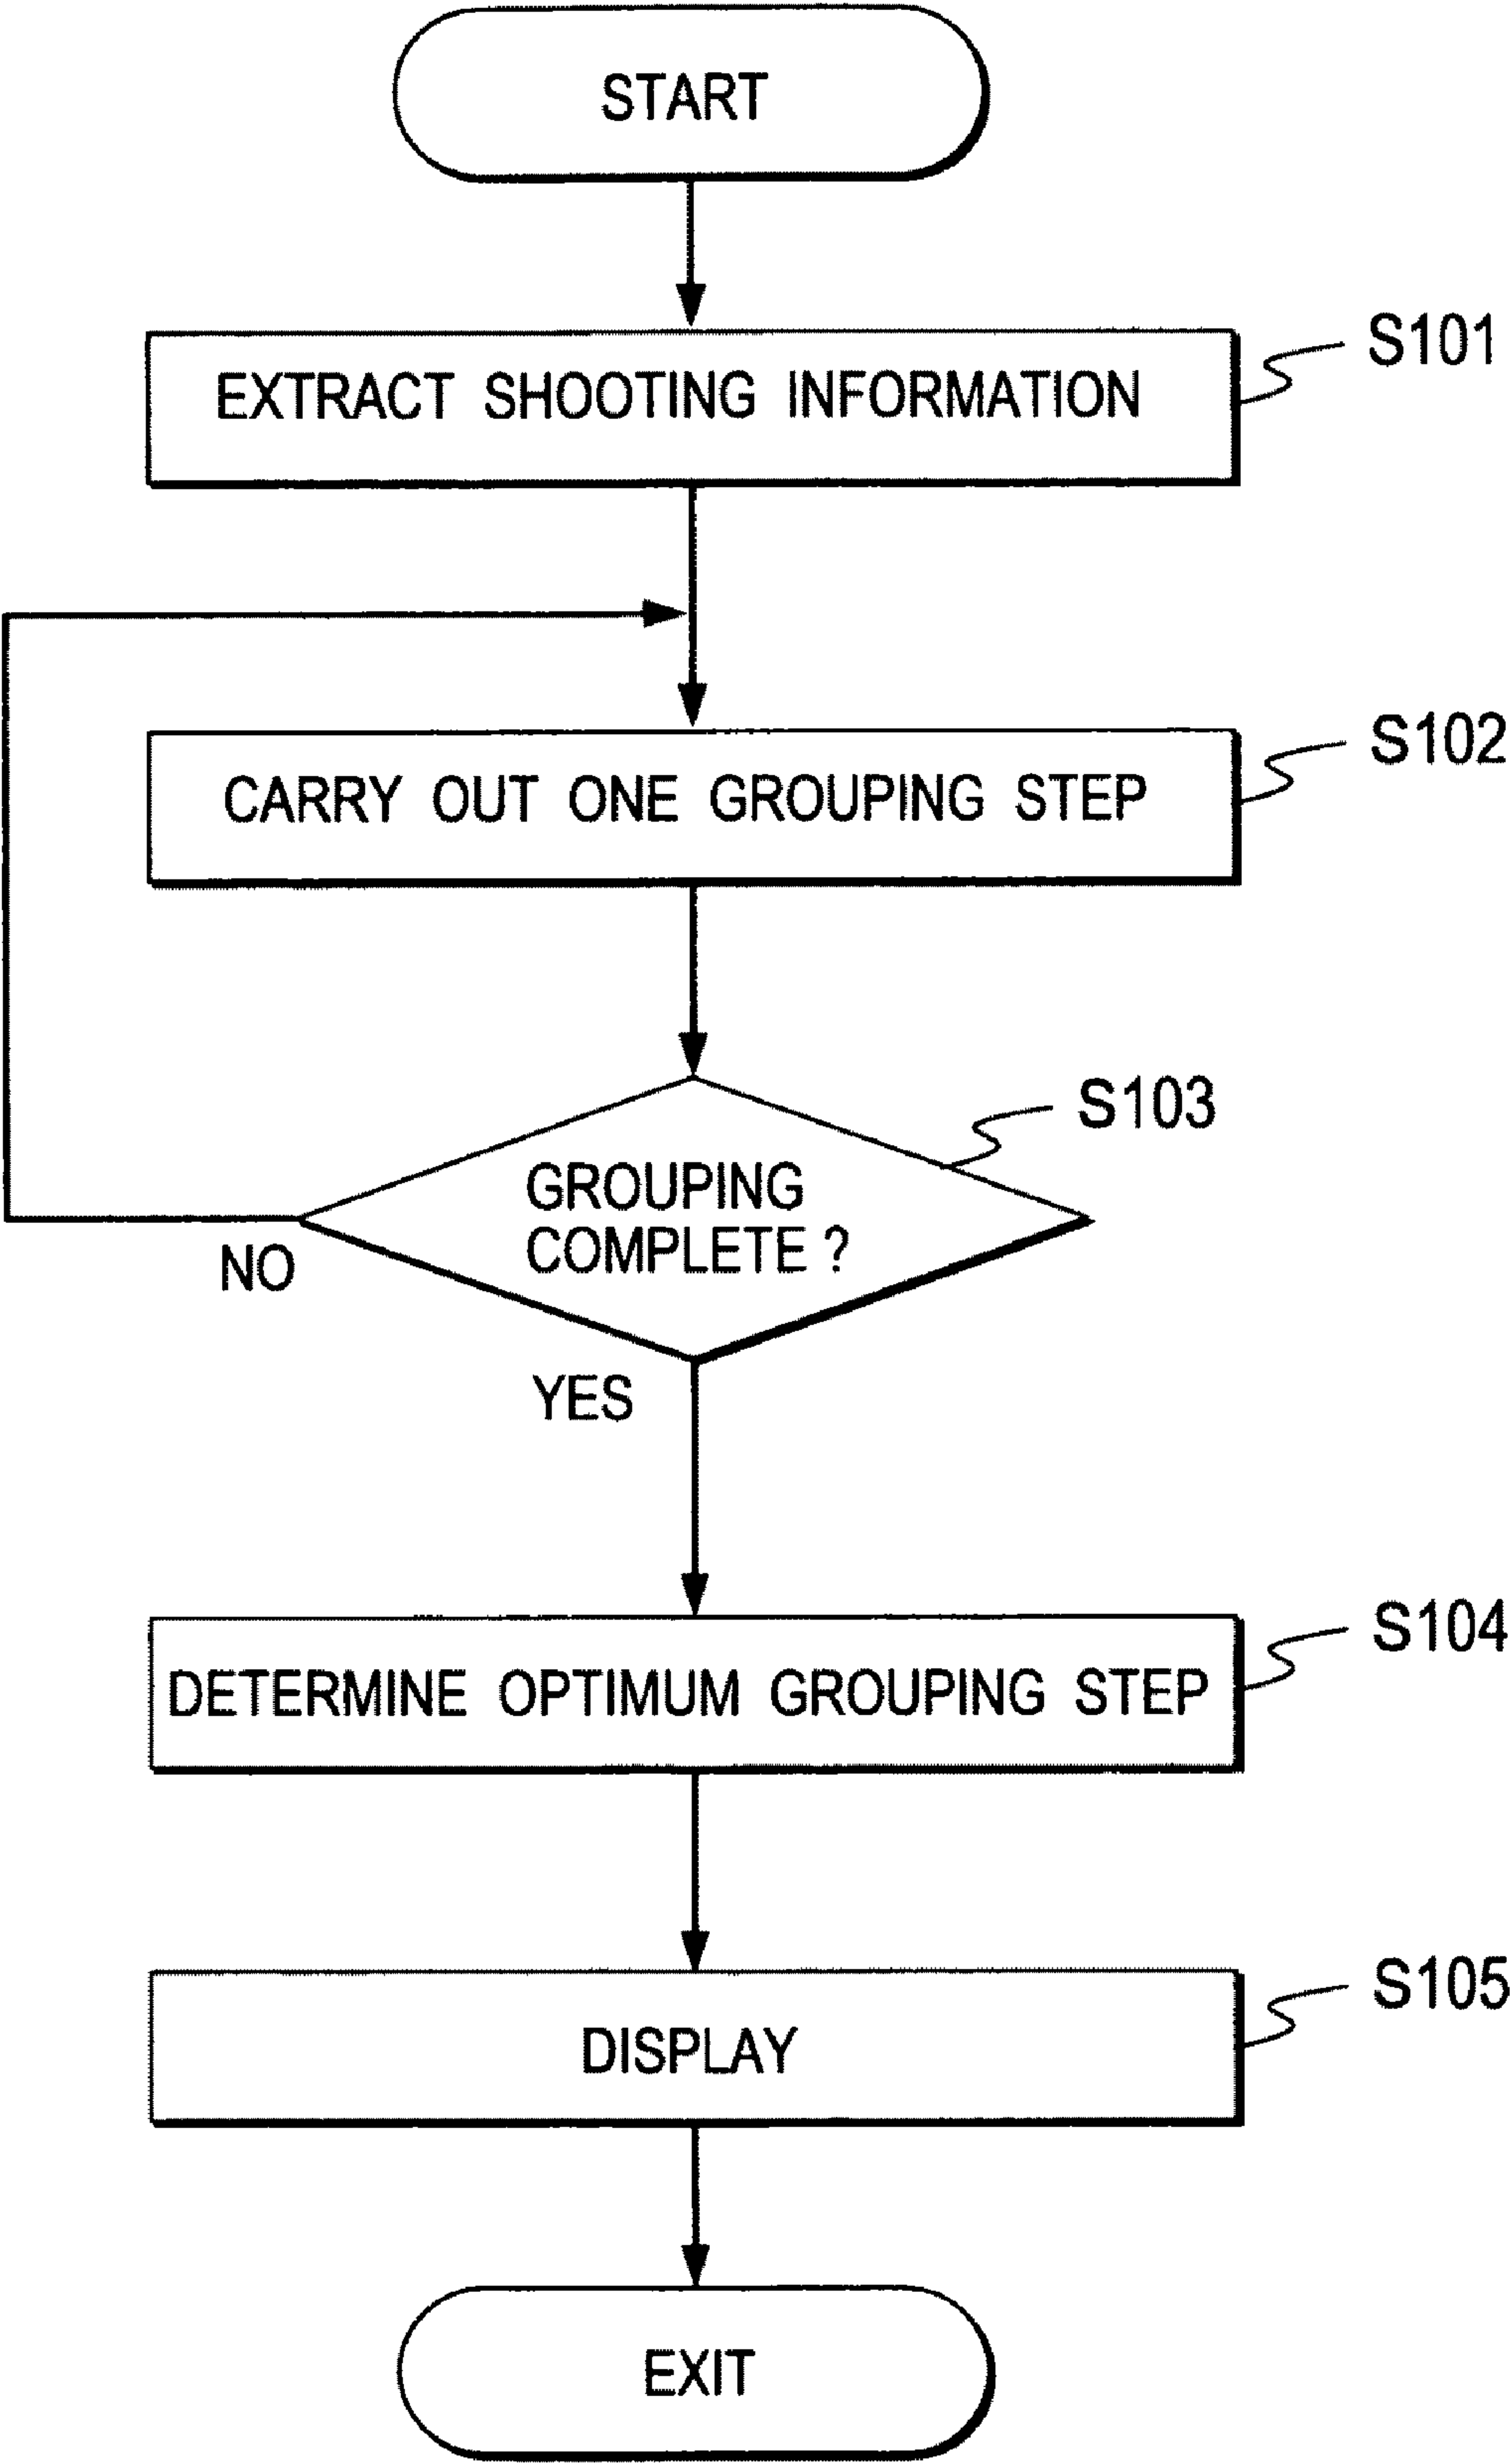 START
EXTRACT SHOOTING INFORMATION
S101
CARRY OUT ONE GROUPING STEP
S102
S103
GROUPING
COMPLETE ?
NO
YES
DETERMINE OPTIMUM GROUPING STEP
S104
DISPLAY
S105
EXIT